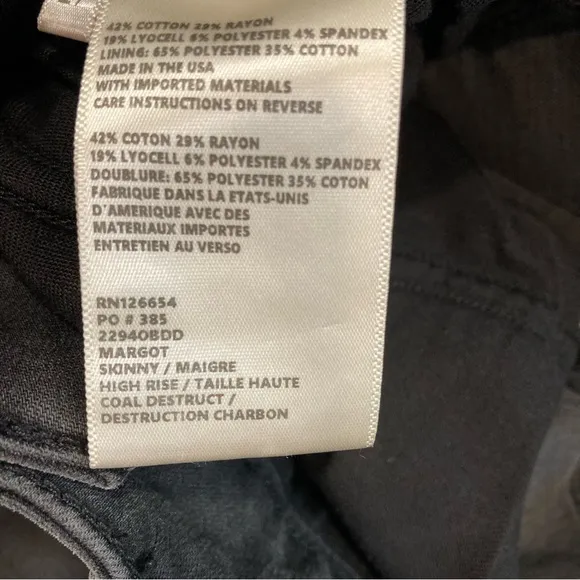 42% COTTON 29% RAYON
19% LYOCELL 6% POLYESTER 4% SPANDEX
LINING: 65% POLYESTER 35% COTTON
MADE IN THE USA
WITH IMPORTED MATERIALS
CARE INSTRUCTIONS ON REVERSE
42% COTON 29% RAYON
19% LYOCELL 6% POLYESTER 4% SPANDEX
DOUBLURE: 65% POLYESTER 35% COTON
FABRIQUE DANS LA ETATS-UNIS
D'AMERIQUE AVEC DES
MATERIAUX IMPORTES
ENTRETIEN AU VERSO
RN126654
PO # 385
2294OBDD
MARGOT
SKINNY / MAIGRE
HIGH RISE / TAILLE HAUTE
COAL DESTRUCT /
DESTRUCTION CHARBON